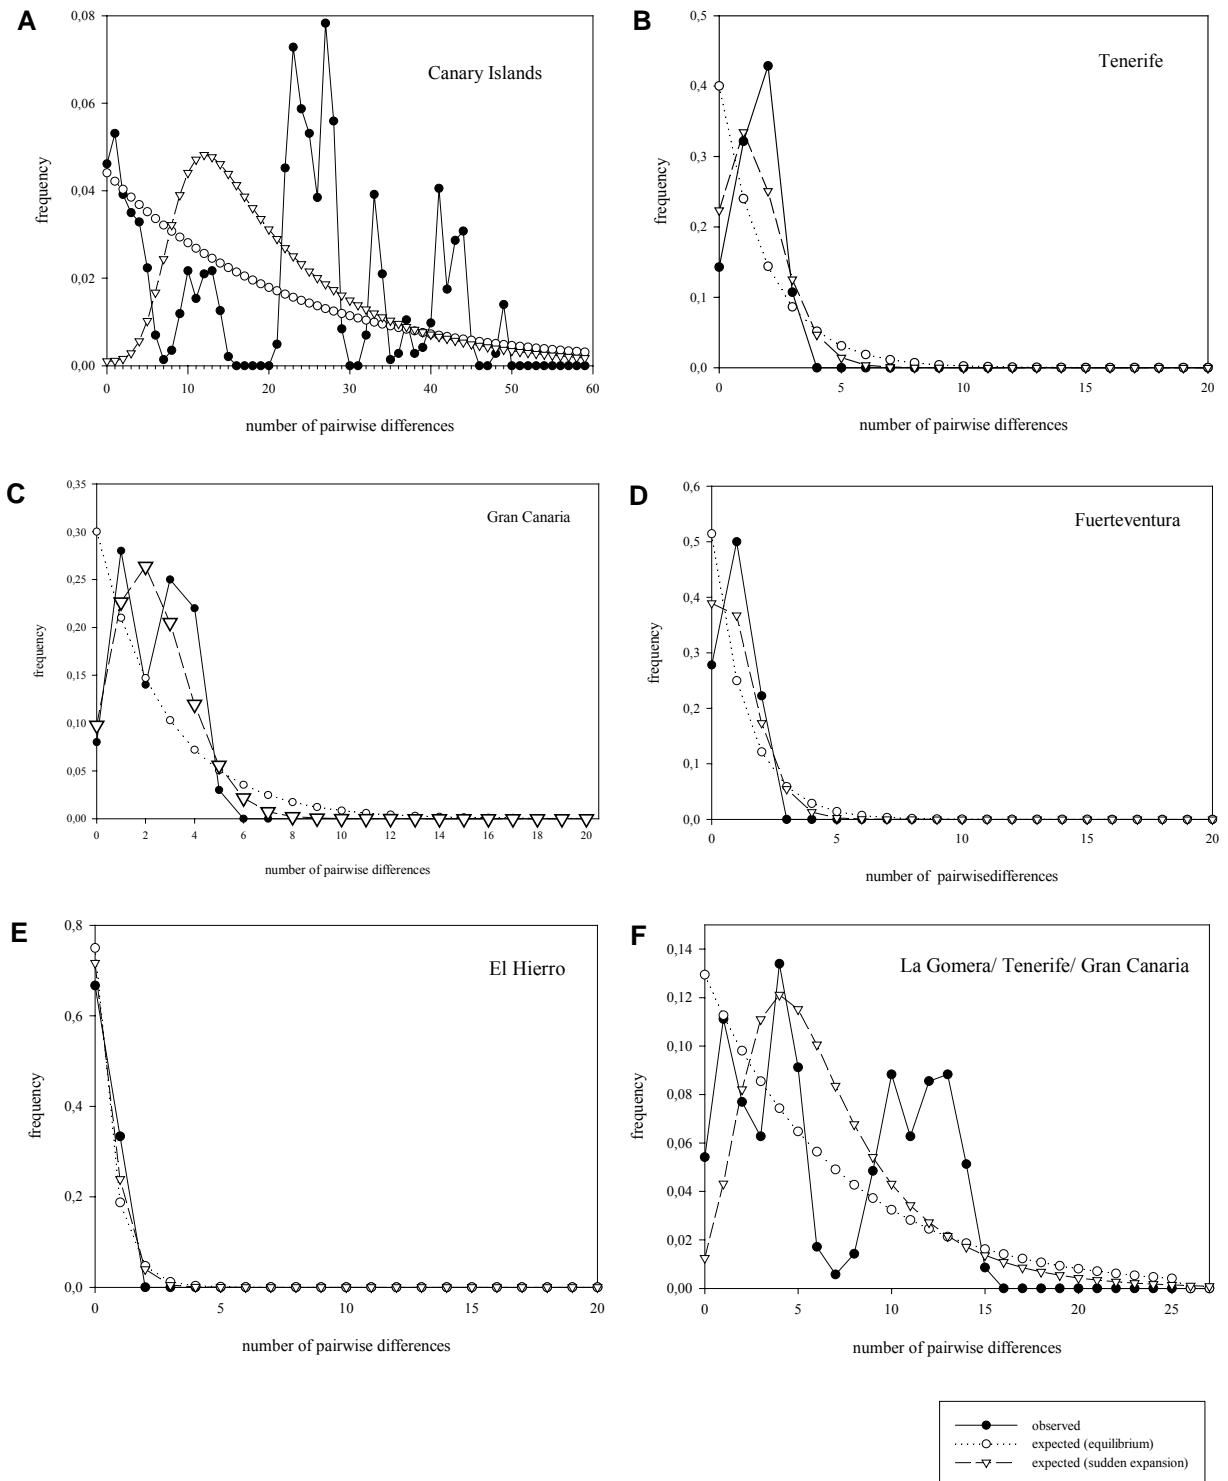 A
Canary Islands
0,08
0,06
0,04
0,02
0,00
frequency
0 10 20 30 40 50 60
number of pairwise differences
B
Tenerife
0,5
0,4
0,3
0,2
0,1
0,0
frequency
0 5 10 15 20
number of pairwise differences
C
Gran Canaria
0,35
0,30
0,25
0,20
0,15
0,10
0,05
0,00
frequency
0 2 4 6 8 10 12 14 16 18 20
number of pairwise differences
D
Fuerteventura
0,6
0,5
0,4
0,3
0,2
0,1
0,0
frequency
0 5 10 15 20
number of pairwisedifferences
E
El Hierro
0,8
0,6
0,4
0,2
0,0
frequency
0 5 10 15 20
number of pairwise differences
F
La Gomera/ Tenerife/ Gran Canaria
0,14
0,12
0,10
0,08
0,06
0,04
0,02
0,00
frequency
0 5 10 15 20 25
number of pairwise differences
observed
expected (equilibrium)
expected (sudden expansion)